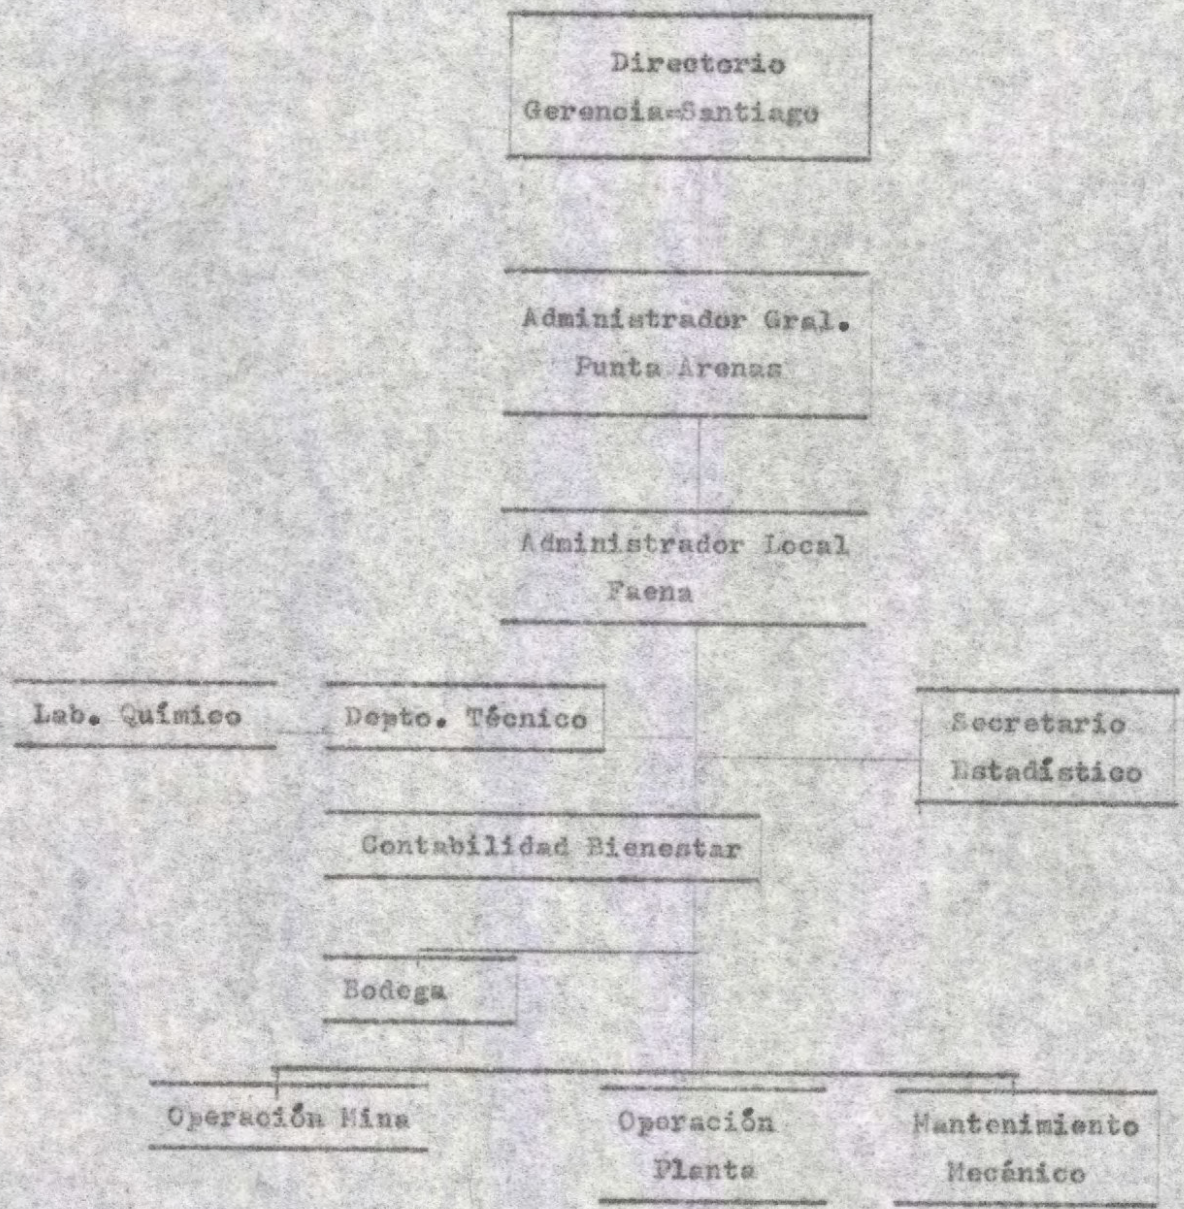 Directorio
Gerencia=Santiago
Administrador Gral.
Punta Arenas
Administrador Local
Faena
Lab. Químico
Depto. Técnico
Secretario
Estadístico
Contabilidad Bienestar
Bodega
Operación Mina
Operación
Planta
Mantenimiento
Mecánico